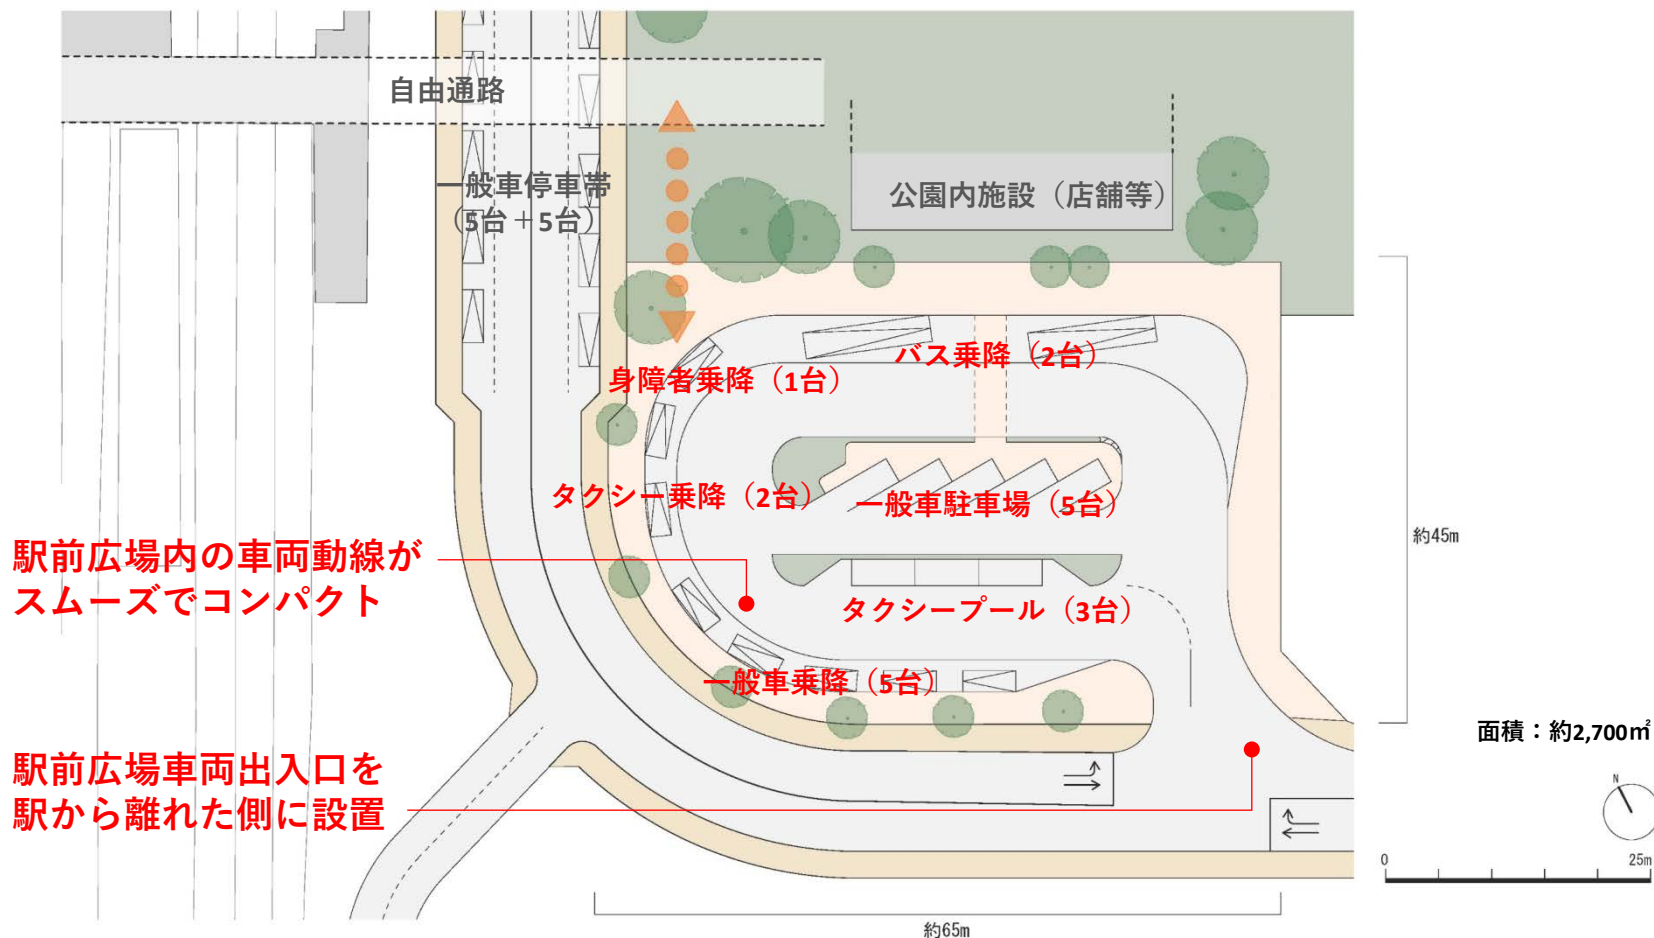 自由通路
一般車停車帯
(5台＋5台)
公園内施設（店舗等）
バス乗降（2台）
身障者乗降（1台）
タクシー乗降（2台）
一般車駐車場（5台）
駅前広場内の車両動線が
スムーズでコンパクト
タクシープール（3台）
一般車乗降（5台）
約45m
面積：約2,700㎡
駅前広場車両出入口を
駅から離れた側に設置
N
0 25m
約65m